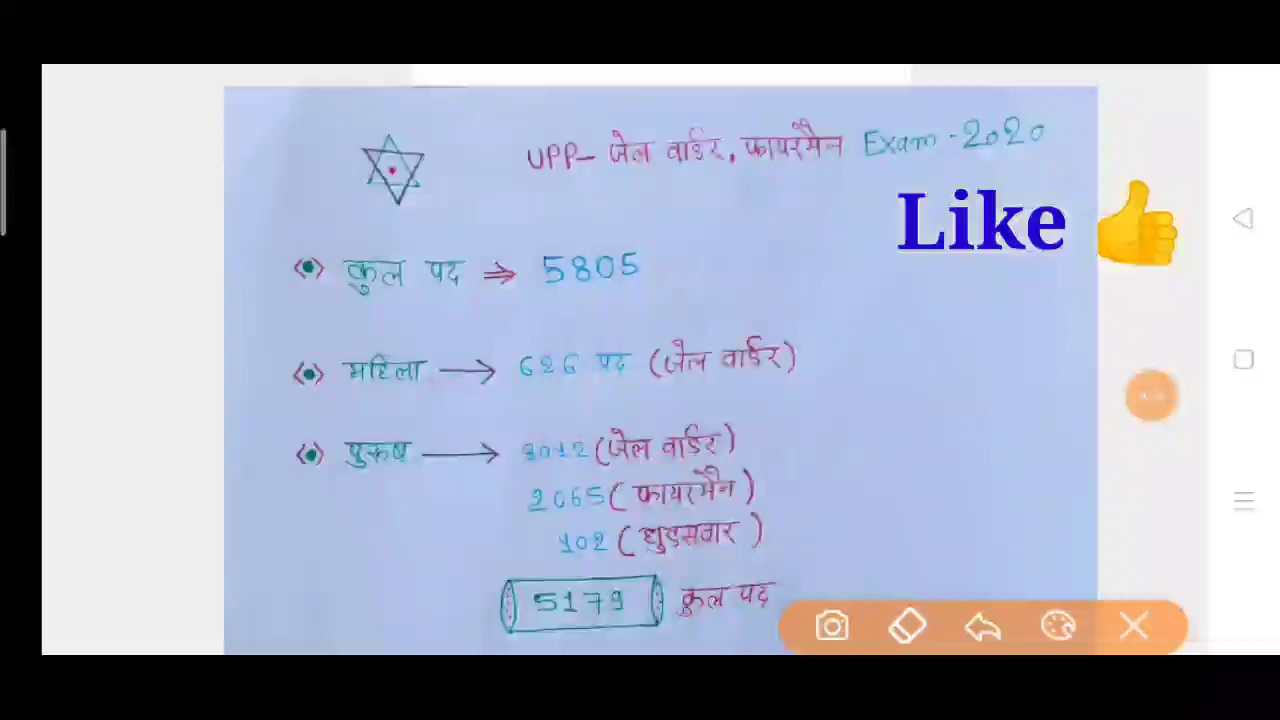 UPP- जेल वार्डर, फायरमैन Exam-2020
Like
कुल पद ⇒ 5805
महिला → 626 पद (जेल वार्डर)
पुरुष → 3012 (जेल वार्डर)
2065 (फायरमैन)
102 (घुडसवार)
5179 कुल पद